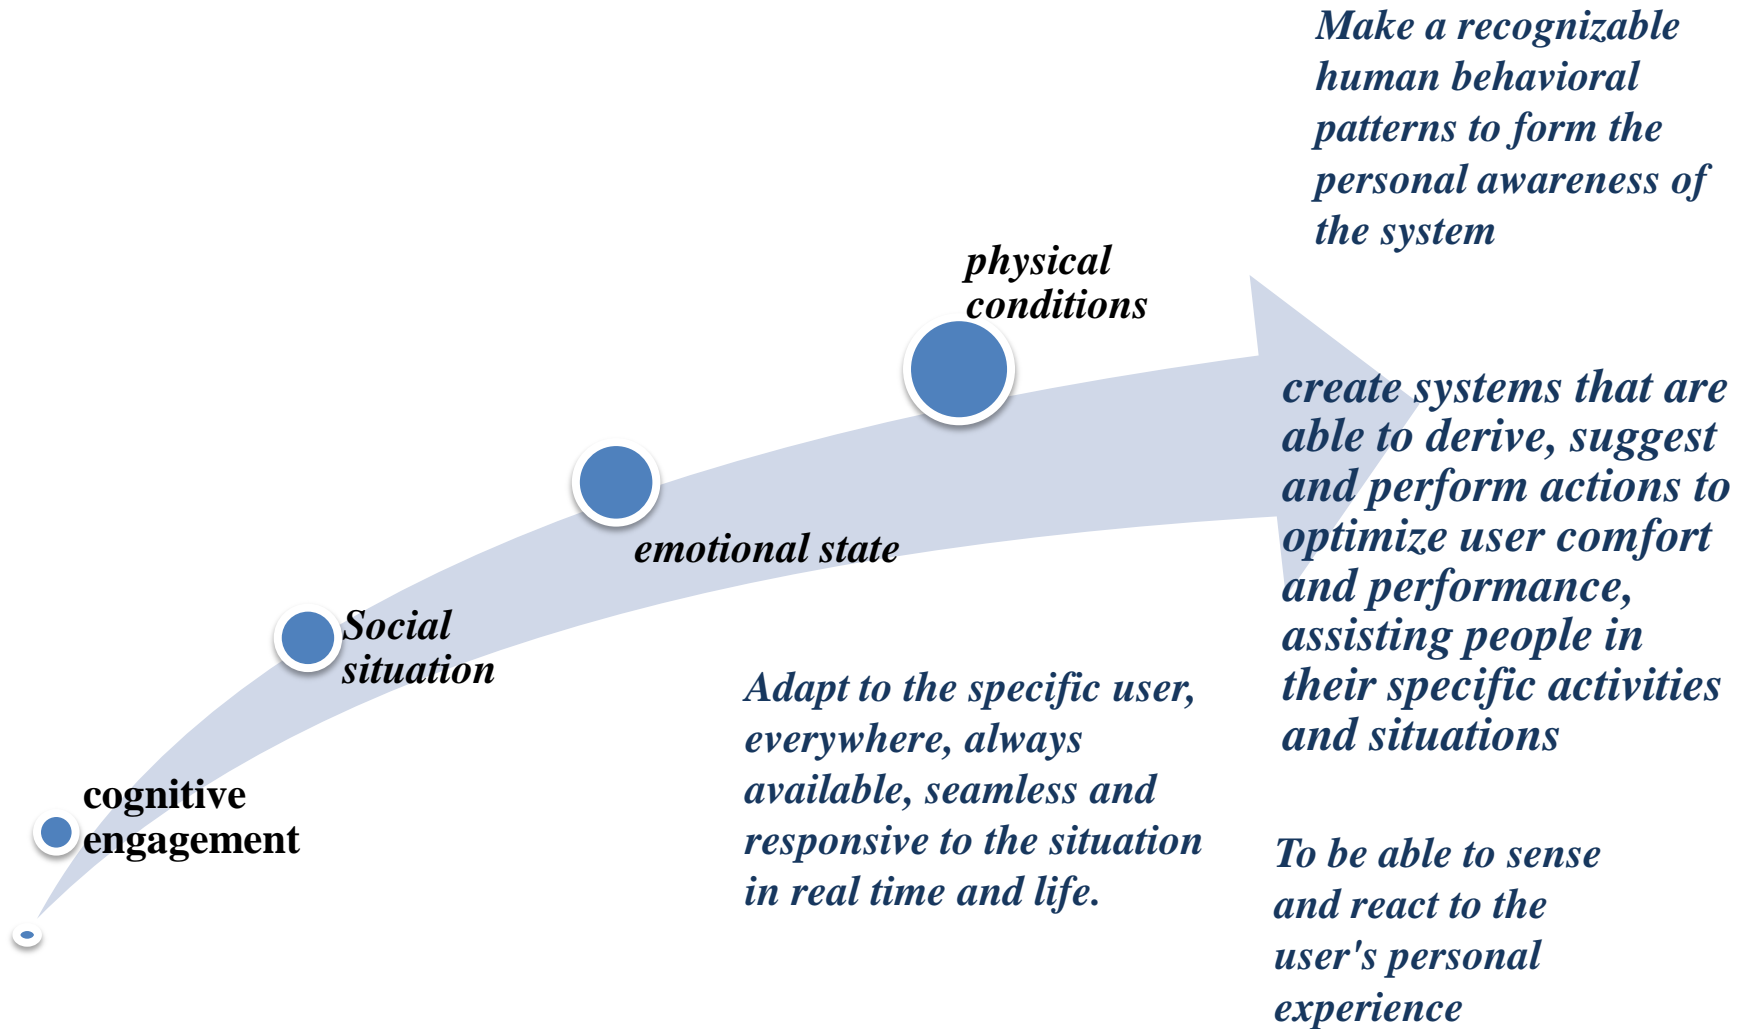 Make a recognizable
human behavioral
patterns to form the
personal awareness of
the system
physical
conditions
create systems that are
able to derive, suggest
and perform actions to
optimize user comfort
and performance,
assisting people in
their specific activities
and situations
emotional state
Social
situation
Adapt to the specific user,
everywhere, always
available, seamless and
responsive to the situation
in real time and life.
cognitive
engagement
To be able to sense
and react to the
user's personal
experience